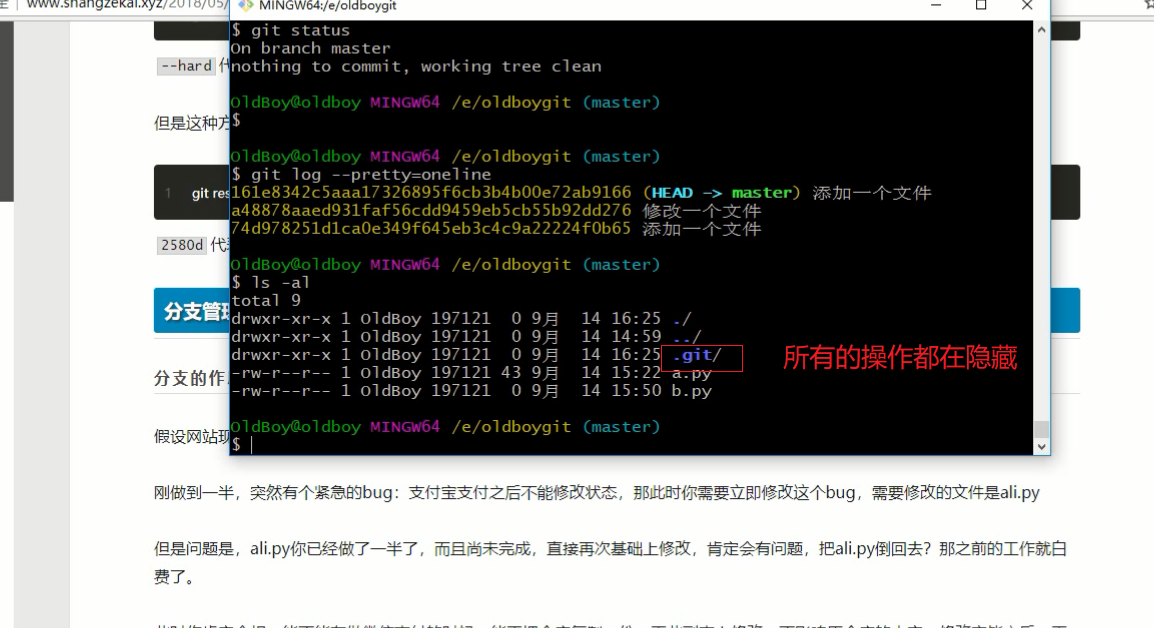 www.shangzekai.xyz/2018/05/
MINGW64:/e/oldboygit
$ git status
On branch master
nothing to commit, working tree clean
--hard
OldBoy@oldboy MINGW64 /e/oldboygit (master)
$
但是这种方
OldBoy@oldboy MINGW64 /e/oldboygit (master)
$ git log --pretty=oneline
161e8342c5aaa17326895f6cb3b4b00e72ab9166 (HEAD -> master) 添加一个文件
a48878aaed931faf56cdd9459eb5cb55b92dd276 修改一个文件
74d978251d1ca0e349f645eb3c4c9a22224f0b65 添加一个文件
1 git res
2580d 代
OldBoy@oldboy MINGW64 /e/oldboygit (master)
$ ls -al
total 9
drwxr-xr-x 1 OldBoy 197121 0 9月 14 16:25 ./
drwxr-xr-x 1 OldBoy 197121 0 9月 14 14:59 ../
drwxr-xr-x 1 OldBoy 197121 0 9月 14 16:25 .git/
-rw-r--r-- 1 OldBoy 197121 43 9月 14 15:22 a.py
-rw-r--r-- 1 OldBoy 197121 0 9月 14 15:50 b.py
所有的操作都在隐藏
分支管
分支的作
OldBoy@oldboy MINGW64 /e/oldboygit (master)
$
假设网站现
刚做到一半，突然有个紧急的bug：支付宝支付之后不能修改状态，那此时你需要立即修改这个bug，需要修改的文件是ali.py
但是问题是，ali.py你已经做了一半了，而且尚未完成，直接再次基础上修改，肯定会有问题，把ali.py倒回去？那之前的工作就白
费了。